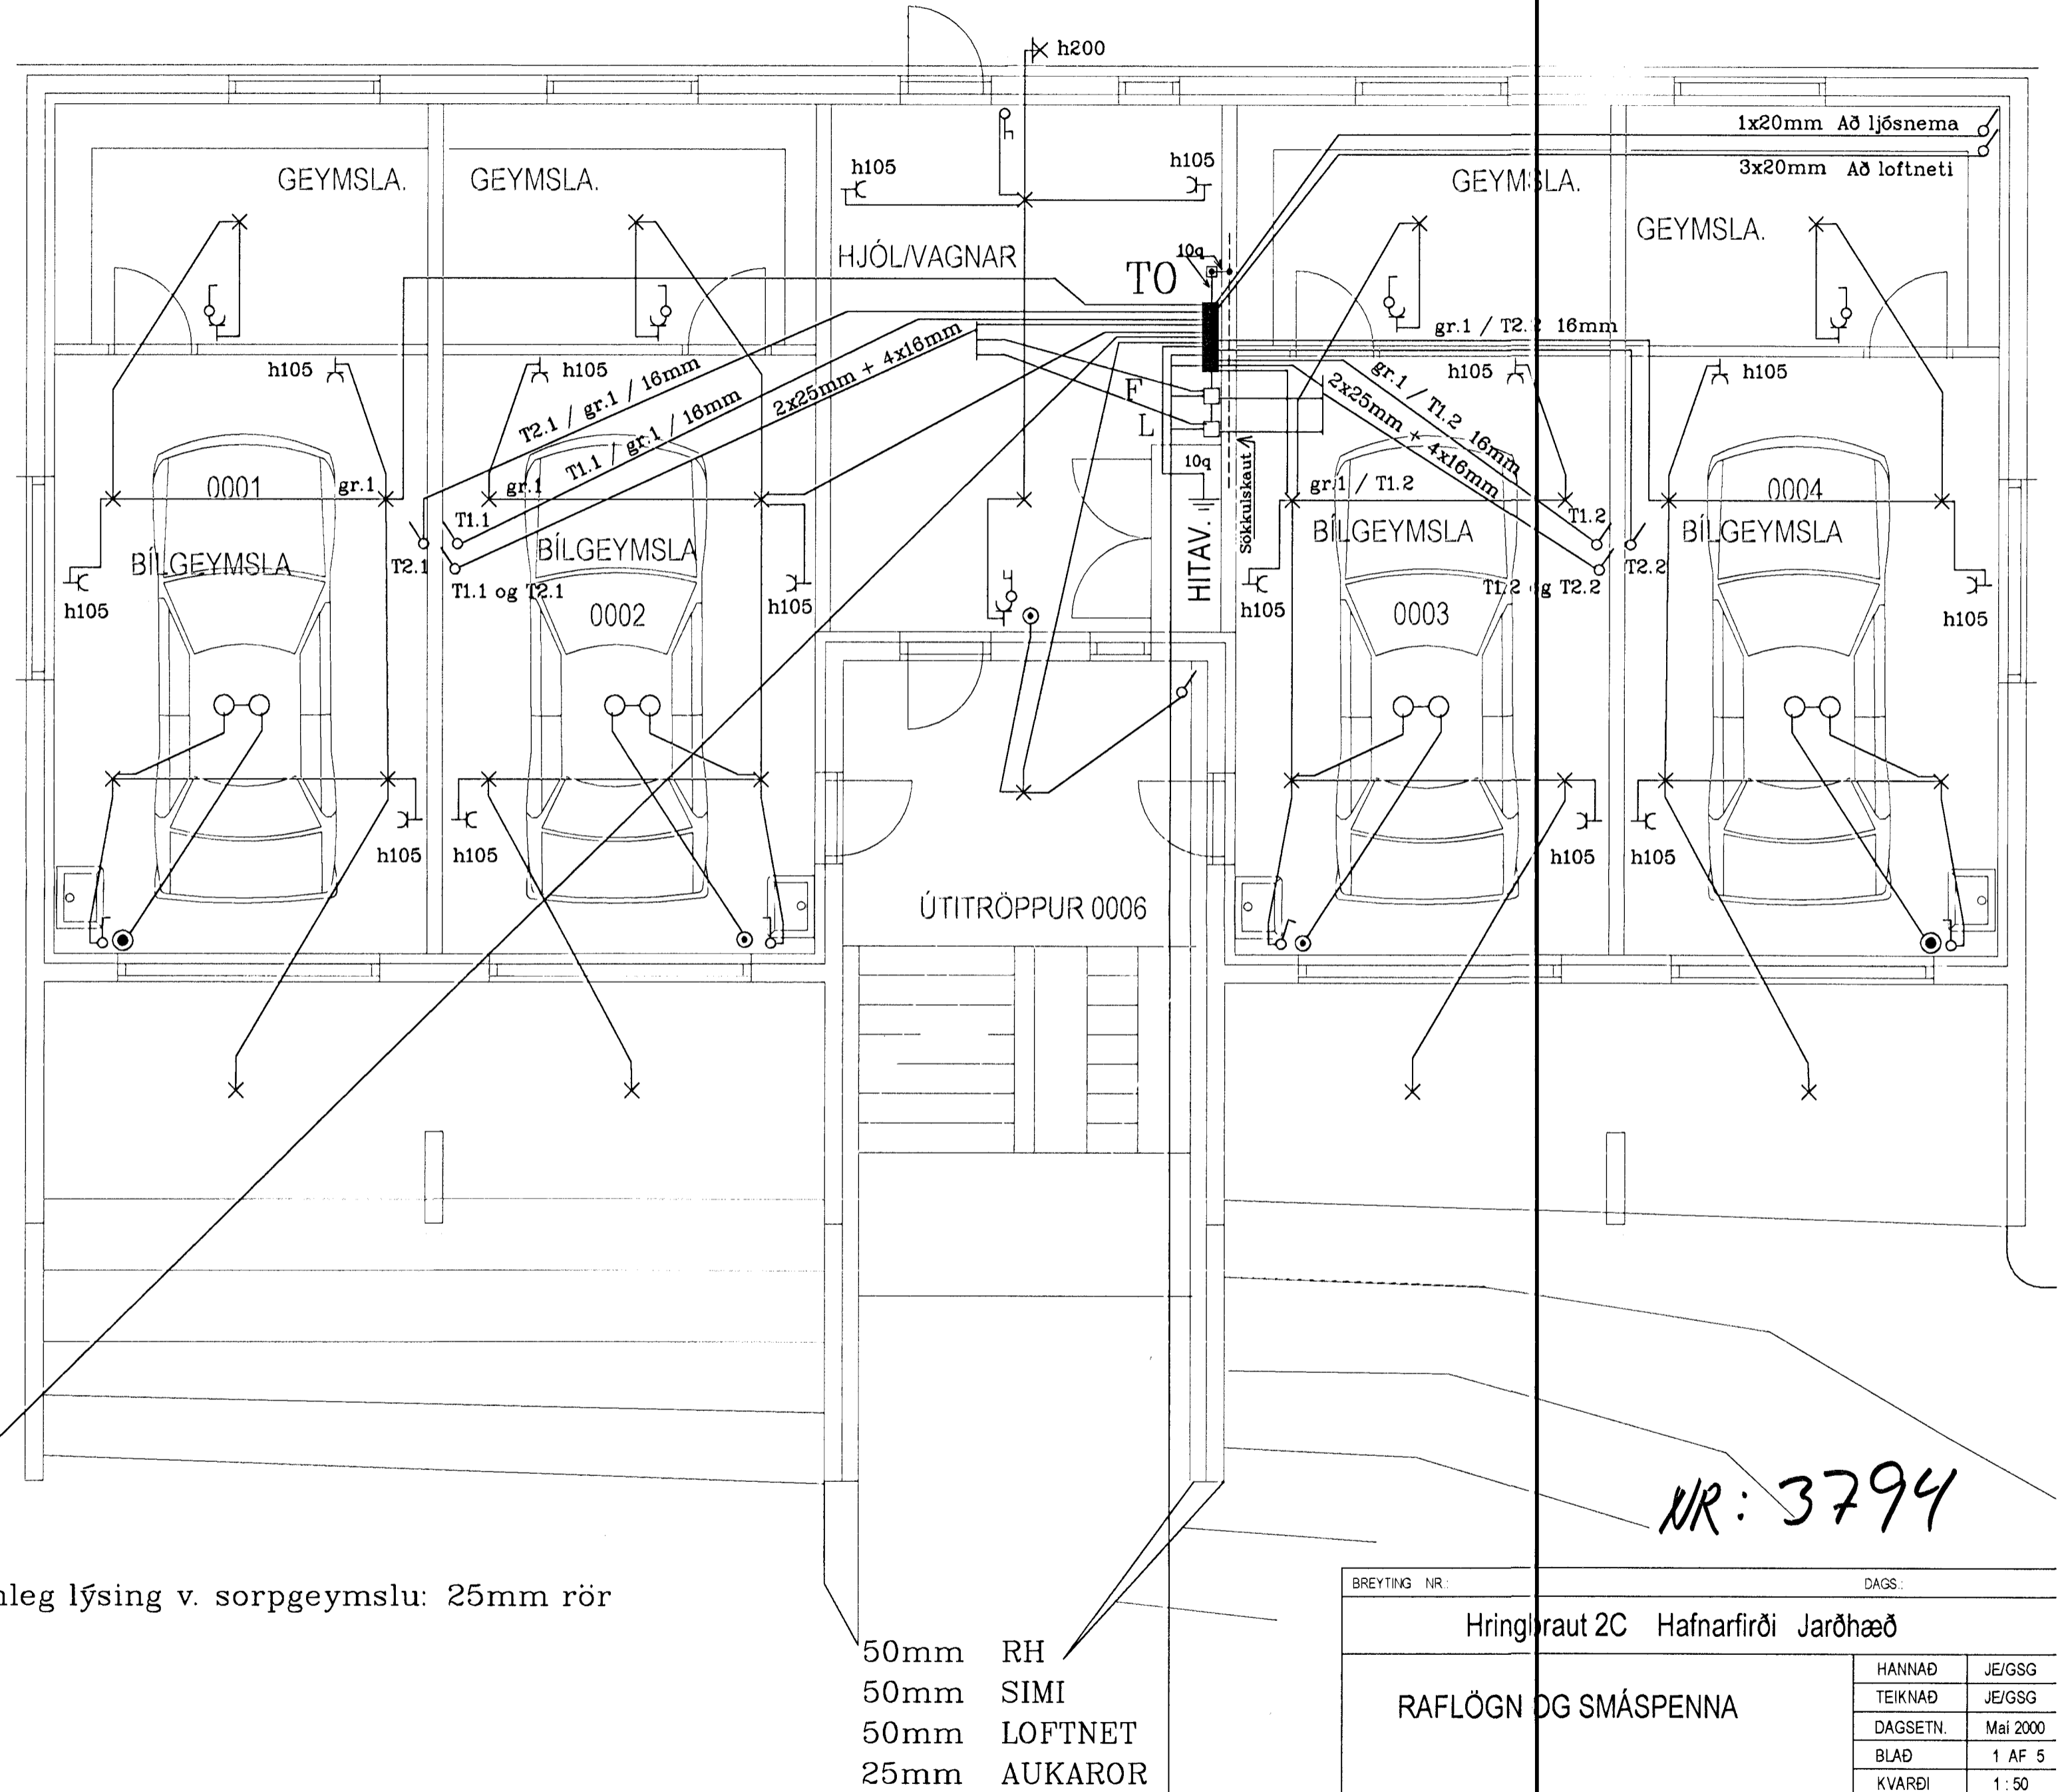 h200
1x20mm Að ljósnema
h105
h105
3x20mm Að loftneti
GEYMSLA.
GEYMSLA.
GEYMSLA.
GEYMSLA.
HJÓL/VAGNAR
10q
TO
gr.1 / T2.2 16mm
h105
h105
h105
h105
T2.1 / gr.1 / 16mm
T1.1 / gr.1 / 16mm
2x25mm + 4x16mm
gr.1 / T1.2 16mm
2x25mm + 4x16mm
F
L
10q
Sökkulskaut
HITAV.
0001
gr.1
gr.1
gr.1 / T1.2
0004
T1.1
T1.2
BÍLGEYMSLA
BÍLGEYMSLA
BÍLGEYMSLA
BÍLGEYMSLA
T2.1
T2.2
T1.1 og T2.1
T1.2 og T2.2
h105
h105
h105
h105
0002
0003
h105
h105
h105
h105
ÚTITRÖPPUR 0006
NR: 3794
nleg lýsing v. sorpgeymslu: 25mm rör
50mm RH
50mm SIMI
50mm LOFTNET
25mm AUKAROR
BREYTING NR.:
DAGS.:
Hringbraut 2C Hafnarfirði Jarðhæð
RAFLÖGN OG SMÁSPENNA
HANNAÐ JE/GSG
TEIKNAÐ JE/GSG
DAGSETN. Maí 2000
BLAÐ 1 AF 5
KVARÐI 1 : 50